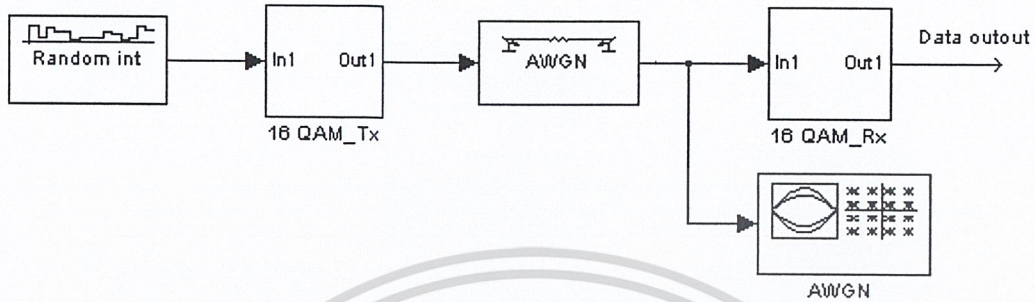 Random int
In1 Out1
16 QAM_Tx
AWGN
In1 Out1
16 QAM_Rx
Data outout
AWGN